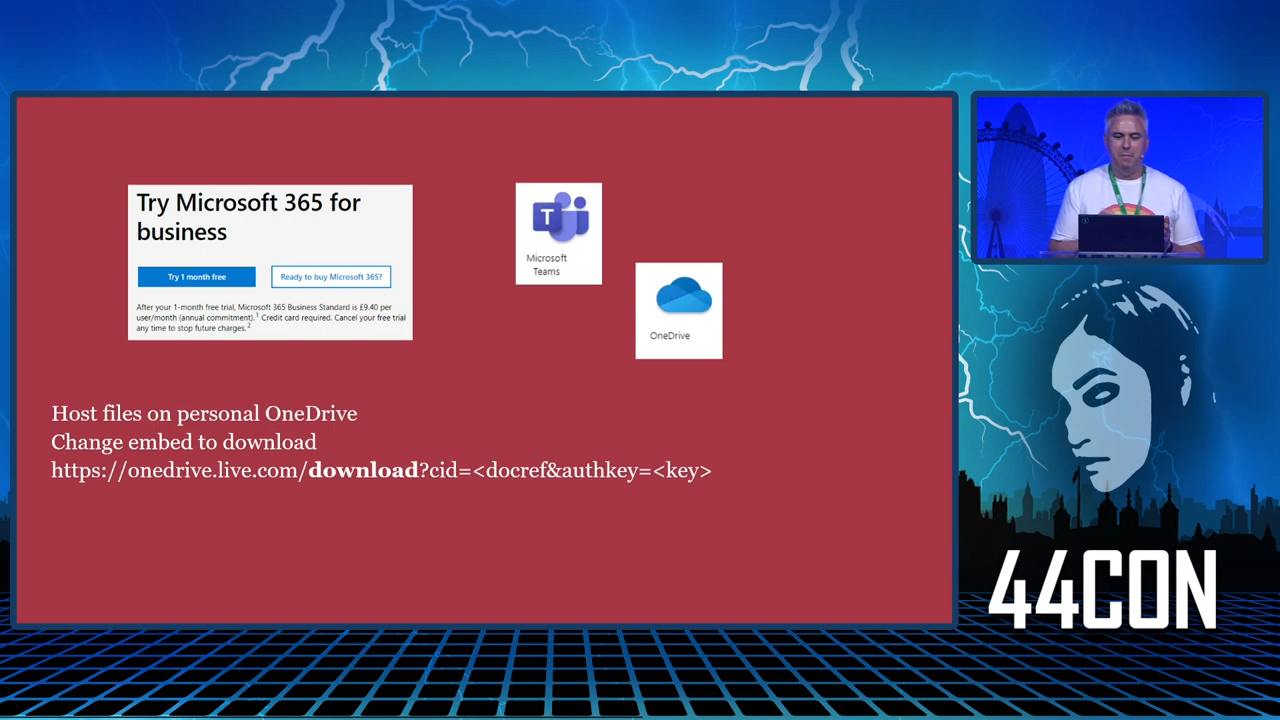 Try Microsoft 365 for
business
Try 1 month free
Ready to buy Microsoft 365?
After your 1-month free trial, Microsoft 365 Business Standard is £9.40 per
user/month (annual commitment).1 Credit card required. Cancel your free trial
any time to stop future charges.2
T
Microsoft
Teams
OneDrive
Host files on personal OneDrive
Change embed to download
https://onedrive.live.com/download?cid=<docref&authkey=<key>
44CON